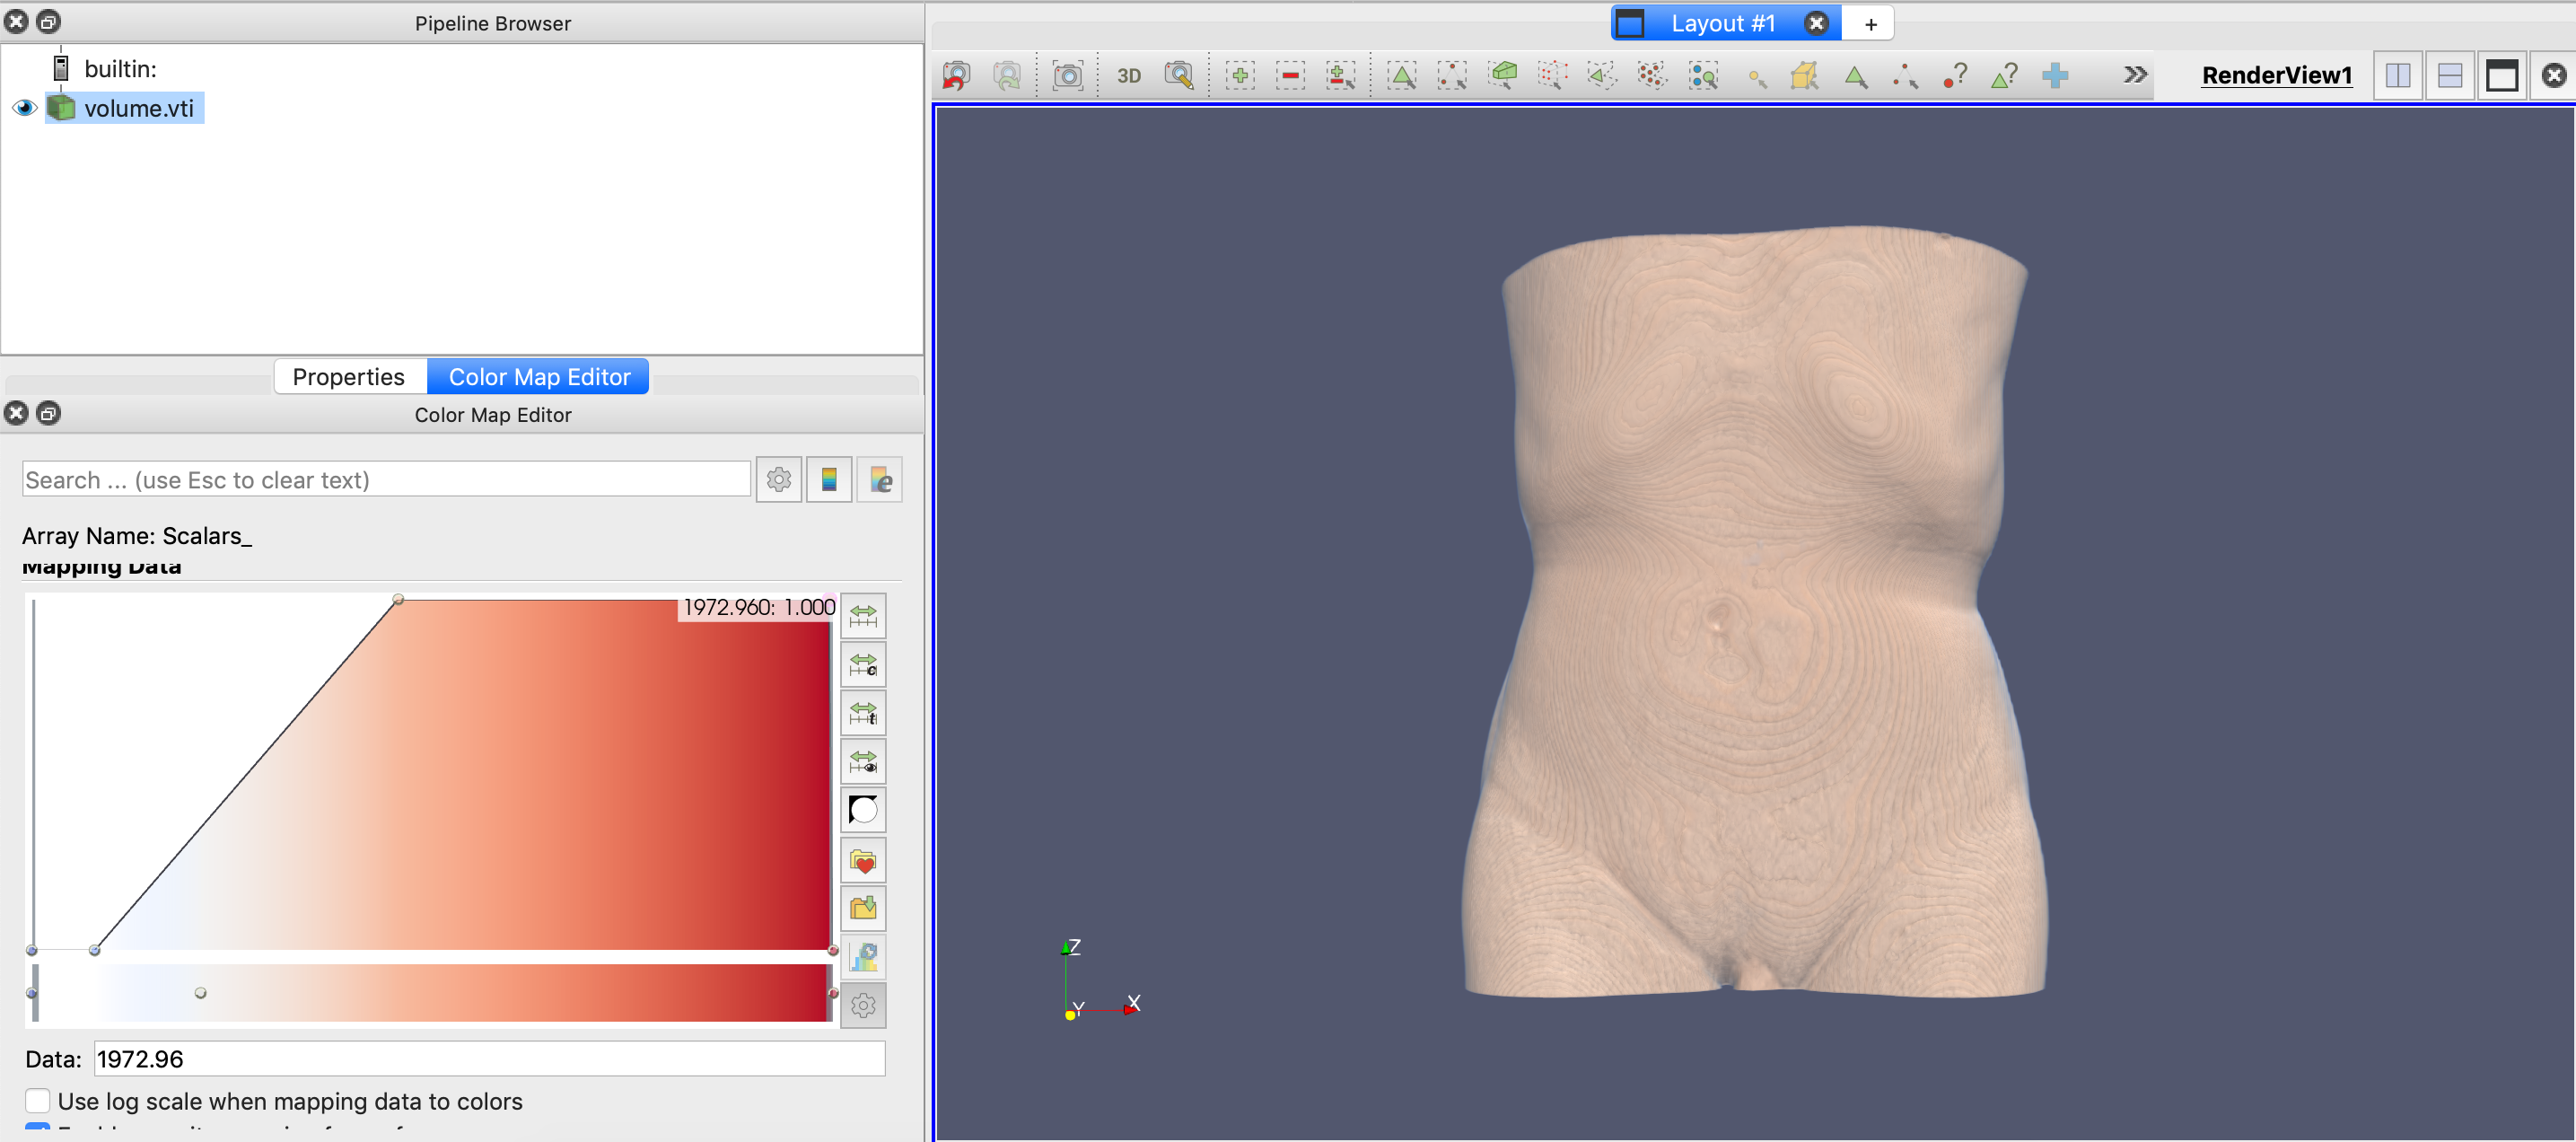 Pipeline Browser
builtin:
volume.vti
Properties
Color Map Editor
Color Map Editor
Search ... (use Esc to clear text)
Array Name: Scalars_
Mapping Data
1972.960: 1.000
c
t
Data: 1972.96
Use log scale when mapping data to colors
Layout #1
+
3D
RenderView1
Z
Y
X